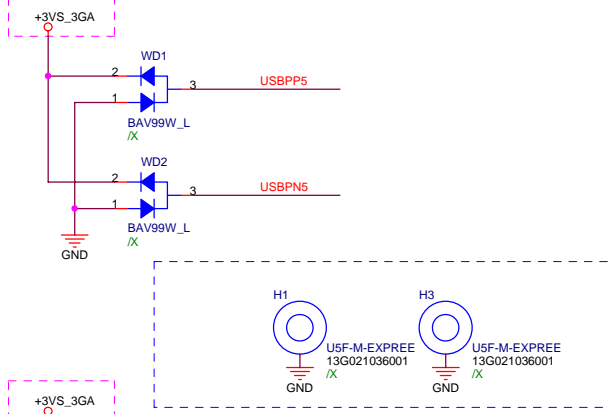 +3VS_3GA
WD1
2
3
USBPP5
1
BAV99W_L
/X
WD2
2
3
USBPN5
1
BAV99W_L
/X
GND
H1
H3
U5F-M-EXPREE
U5F-M-EXPREE
13G021036001
13G021036001
/X
/X
GND
GND
+3VS_3GA